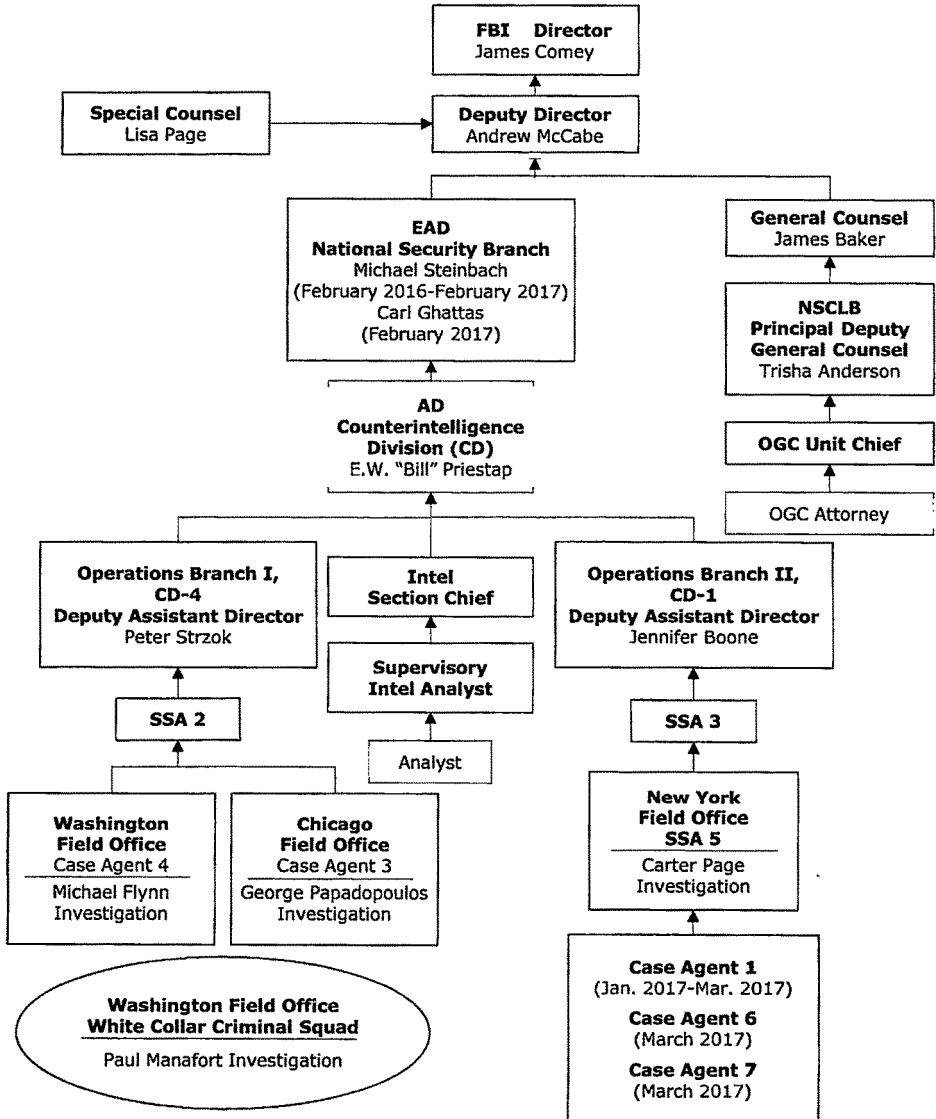 FBI Director
James Comey
Special Counsel
Lisa Page
Deputy Director
Andrew McCabe
EAD
National Security Branch
Michael Steinbach
(February 2016-February 2017)
Carl Ghattas
(February 2017)
General Counsel
James Baker
NSCLB
Principal Deputy
General Counsel
Trisha Anderson
AD
Counterintelligence
Division (CD)
E.W. "Bill" Priestap
OGC Unit Chief
OGC Attorney
Operations Branch I,
CD-4
Deputy Assistant Director
Peter Strzok
Intel
Section Chief
Operations Branch II,
CD-1
Deputy Assistant Director
Jennifer Boone
Supervisory
Intel Analyst
SSA 2
SSA 3
Analyst
Washington
Field Office
Case Agent 4
Michael Flynn
Investigation
Chicago
Field Office
Case Agent 3
George Papadopoulos
Investigation
New York
Field Office
SSA 5
Carter Page
Investigation
Washington Field Office
White Collar Criminal Squad
Paul Manafort Investigation
Case Agent 1
(Jan. 2017-Mar. 2017)
Case Agent 6
(March 2017)
Case Agent 7
(March 2017)